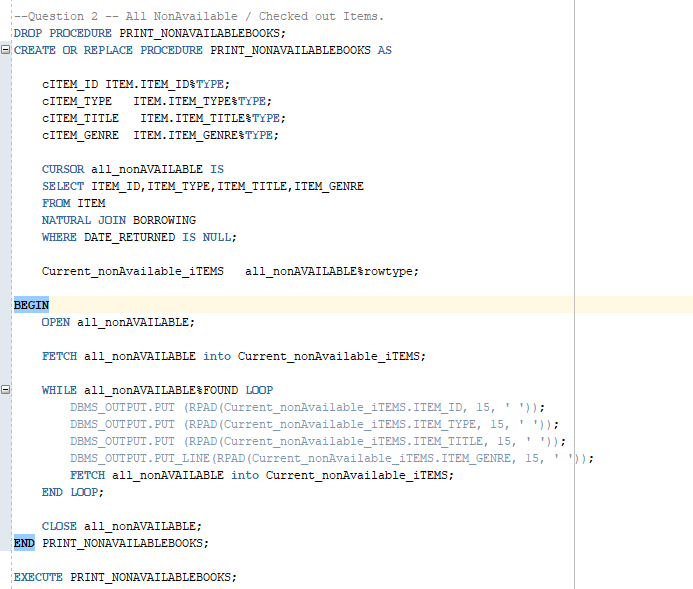 --Question 2 -- All NonAvailable / Checked out Items.
DROP PROCEDURE PRINT_NONAVAILABLEBOOKS;
CREATE OR REPLACE PROCEDURE PRINT_NONAVAILABLEBOOKS AS
cITEM_ID ITEM.ITEM_ID%TYPE;
cITEM_TYPE   ITEM.ITEM_TYPE%TYPE;
cITEM_TITLE   ITEM.ITEM_TITLE%TYPE;
cITEM_GENRE   ITEM.ITEM_GENRE%TYPE;
CURSOR all_nonAVAILABLE IS
SELECT ITEM_ID,ITEM_TYPE,ITEM_TITLE,ITEM_GENRE
FROM ITEM
NATURAL JOIN BORROWING
WHERE DATE_RETURNED IS NULL;
Current_nonAvailable_iTEMS   all_nonAVAILABLE%rowtype;
BEGIN
OPEN all_nonAVAILABLE;
FETCH all_nonAVAILABLE into Current_nonAvailable_iTEMS;
WHILE all_nonAVAILABLE%FOUND LOOP
DBMS_OUTPUT.PUT (RPAD(Current_nonAvailable_iTEMS.ITEM_ID, 15, ' '));
DBMS_OUTPUT.PUT (RPAD(Current_nonAvailable_iTEMS.ITEM_TYPE, 15, ' '));
DBMS_OUTPUT.PUT (RPAD(Current_nonAvailable_iTEMS.ITEM_TITLE, 15, ' '));
DBMS_OUTPUT.PUT_LINE(RPAD(Current_nonAvailable_iTEMS.ITEM_GENRE, 15, ' '));
FETCH all_nonAVAILABLE into Current_nonAvailable_iTEMS;
END LOOP;
CLOSE all_nonAVAILABLE;
END PRINT_NONAVAILABLEBOOKS;
EXECUTE PRINT_NONAVAILABLEBOOKS;